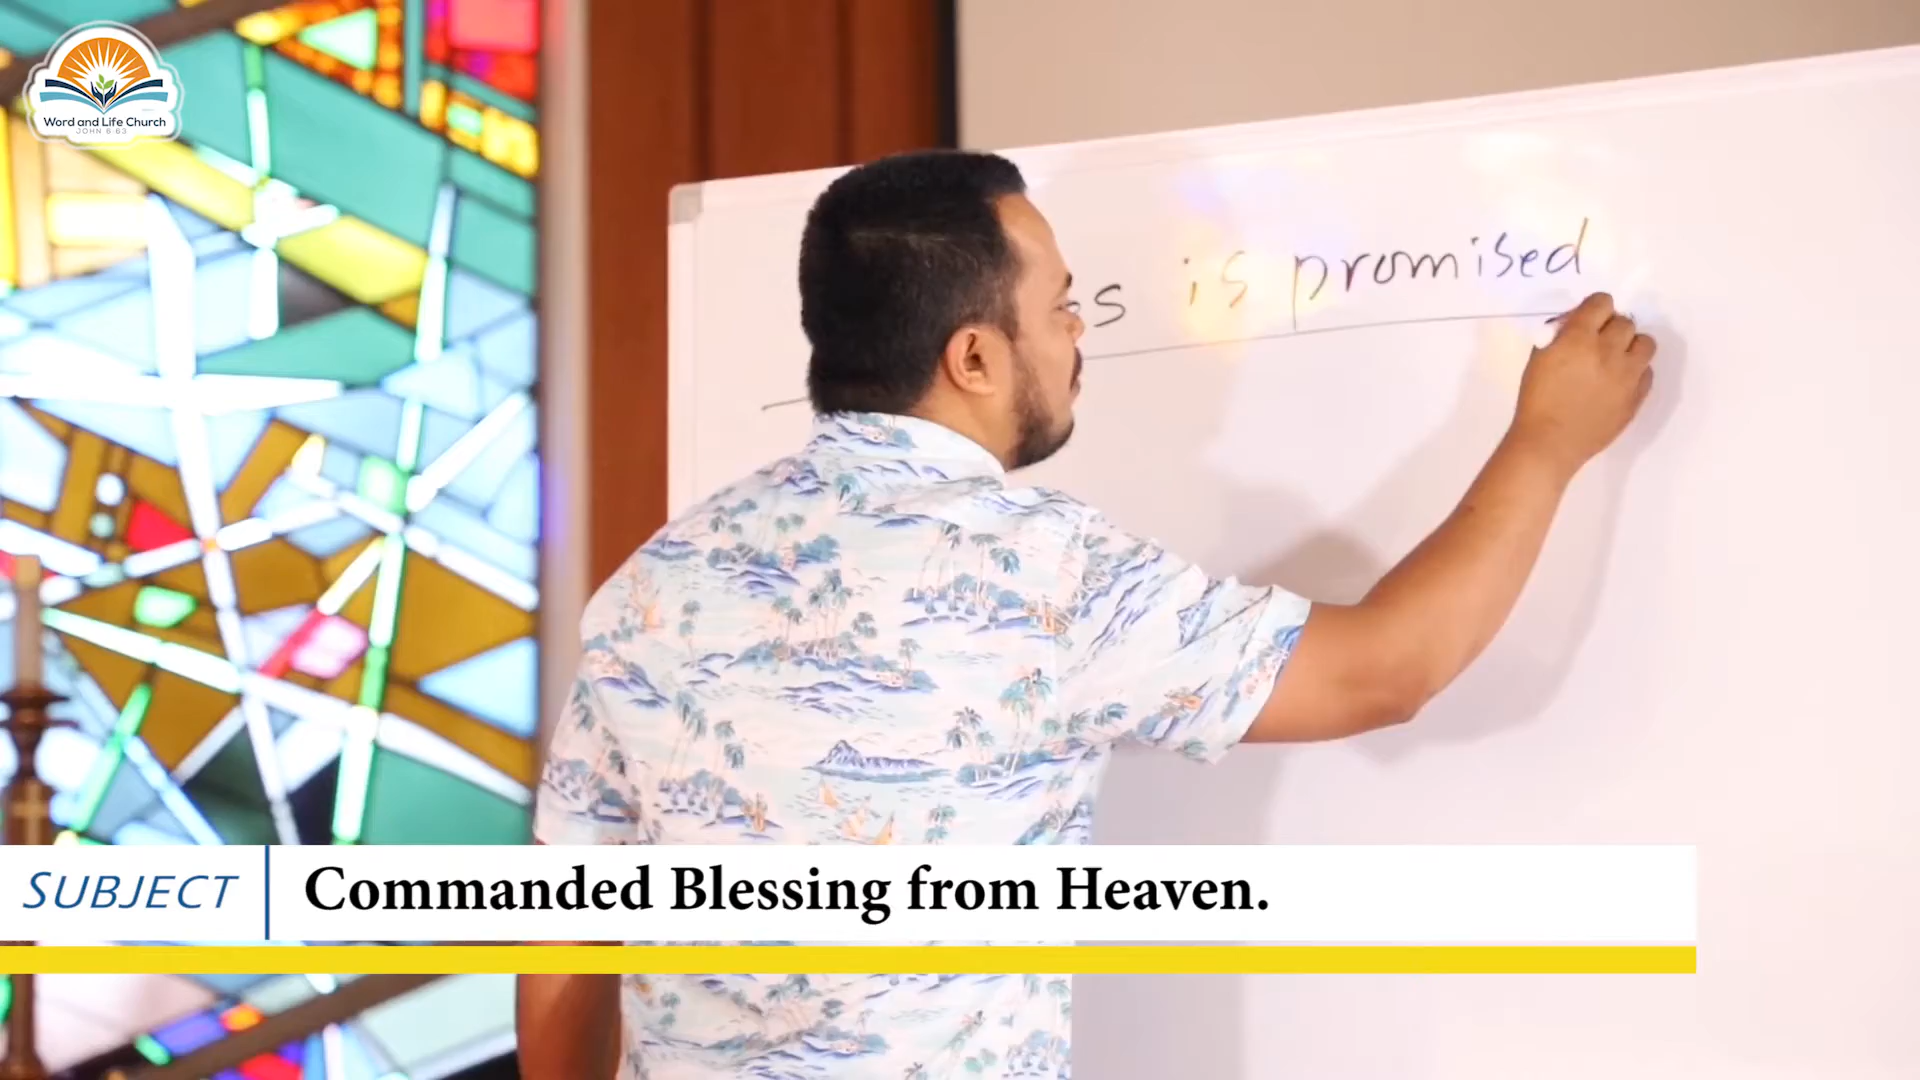 Word and Life Church
JOHN 6:63
s is promised
SUBJECT
Commanded Blessing from Heaven.